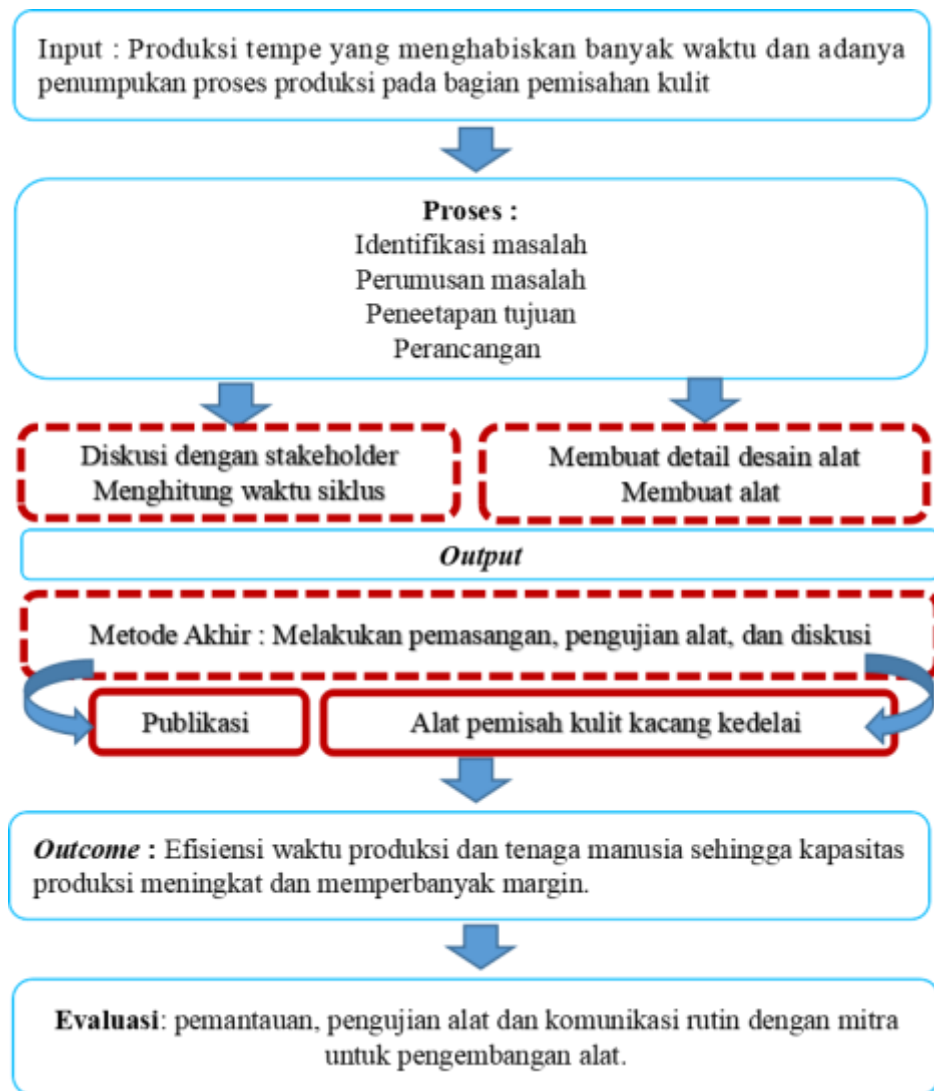 Input : Produksi tempe yang menghabiskan banyak waktu dan adanya
penumpukan proses produksi pada bagian pemisahan kulit
Proses :
Identifikasi masalah
Perumusan masalah
Peneetapan tujuan
Perancangan
Diskusi dengan stakeholder
Menghitung waktu siklus
Membuat detail desain alat
Membuat alat
Output
Metode Akhir : Melakukan pemasangan, pengujian alat, dan diskusi
Publikasi
Alat pemisah kulit kacang kedelai
Outcome : Efisiensi waktu produksi dan tenaga manusia sehingga kapasitas
produksi meningkat dan memperbanyak margin.
Evaluasi: pemantauan, pengujian alat dan komunikasi rutin dengan mitra
untuk pengembangan alat.